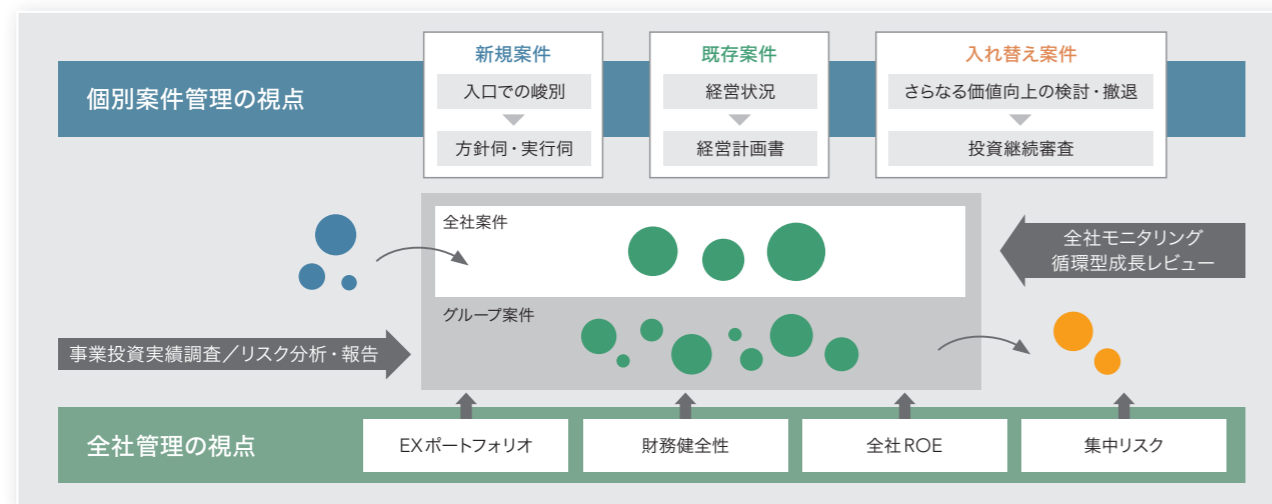 新規案件
既存案件
入れ替え案件
個別案件管理の視点
入口での峻別
経営状況
さらなる価値向上の検討・撤退
方針伺・実行伺
経営計画書
投資継続審査
全社案件
全社モニタリング
循環型成長レビュー
グループ案件
事業投資実績調査／リスク分析・報告
全社管理の視点
EXポートフォリオ
財務健全性
全社ROE
集中リスク